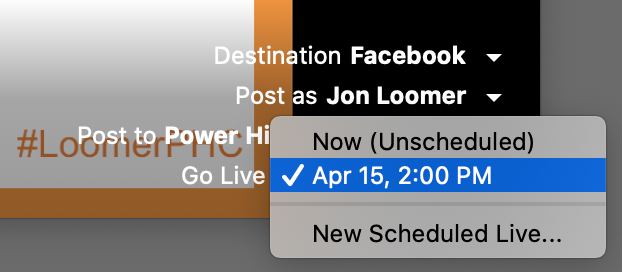 Destination Facebook
Post as Jon Loomer
Post to Power Hi
#LoomerPHC
Now (Unscheduled)
Go Live ✓ Apr 15, 2:00 PM
New Scheduled Live...